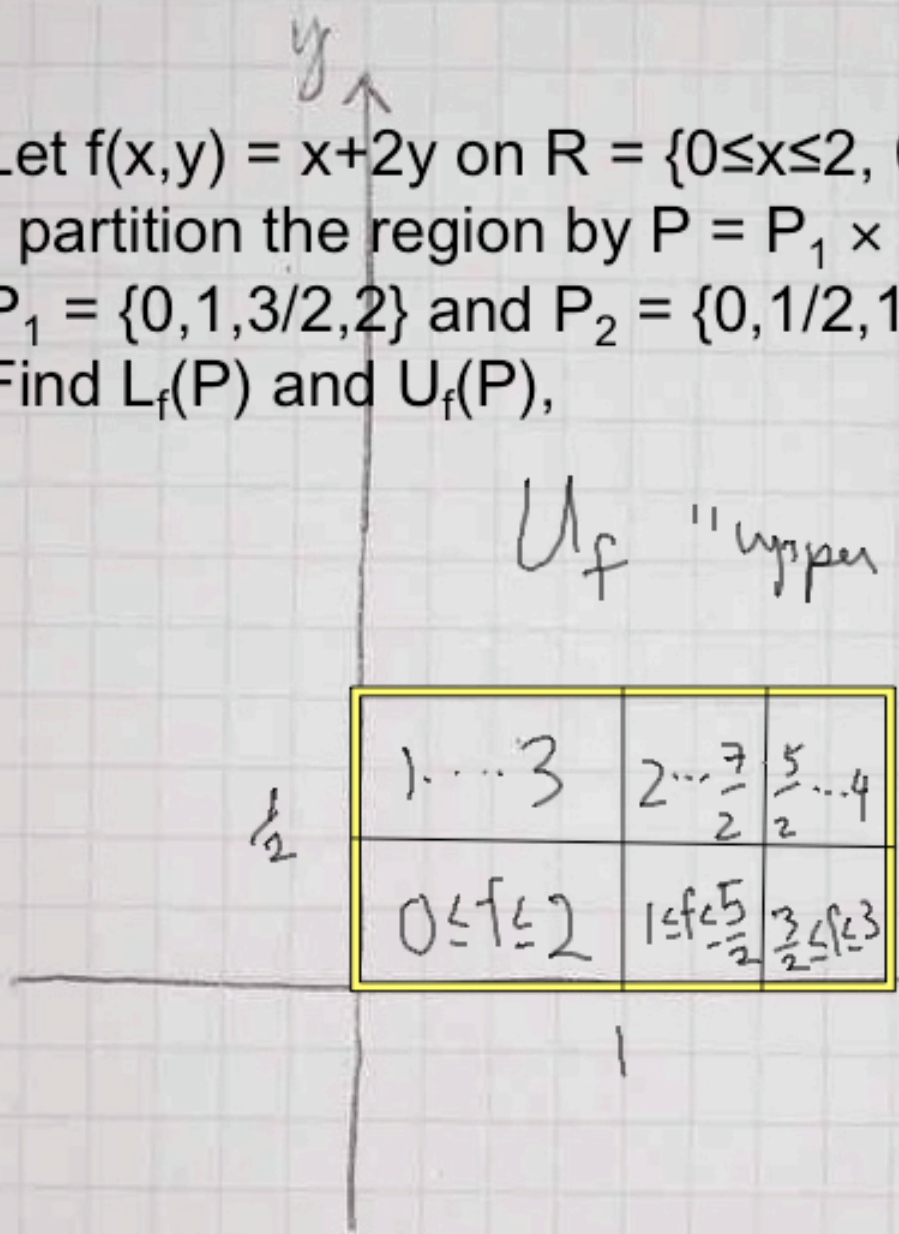 y
Let f(x,y) = x+2y on R = {0≤x≤2,
partition the region by P = P₁ ×
P₁ = {0,1,3/2,2} and P₂ = {0,1/2,1
Find Lf(P) and Uf(P),
Uf "upper
1....3 2...7/2 5/2...4
1/2
0≤f≤2 1≤f≤5/2 3/2≤f≤3
1